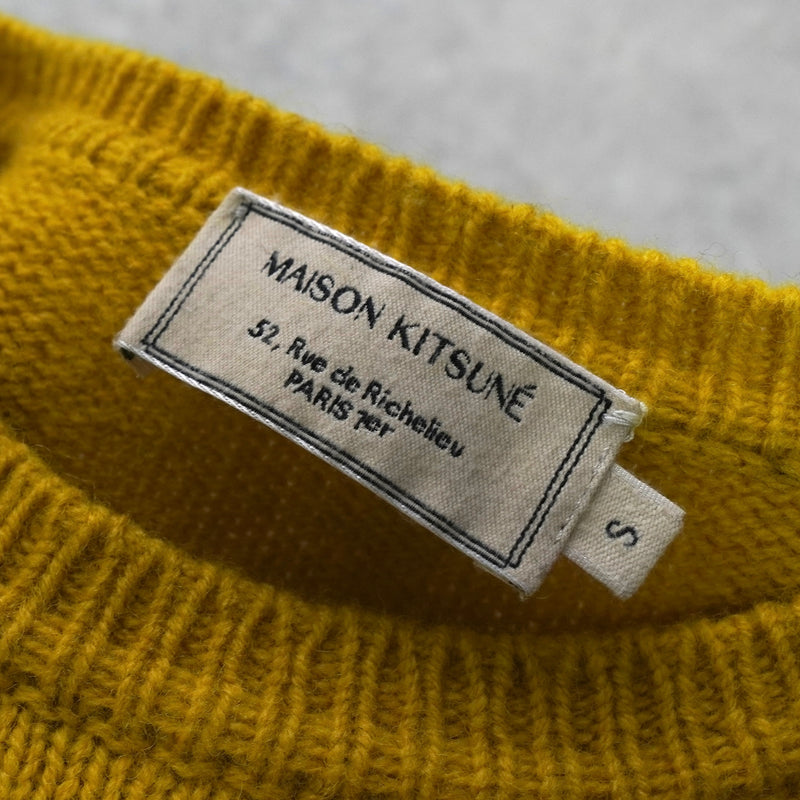 MAISON KITSUNÉ
52, Rue de Richelieu
PARIS 1er
S